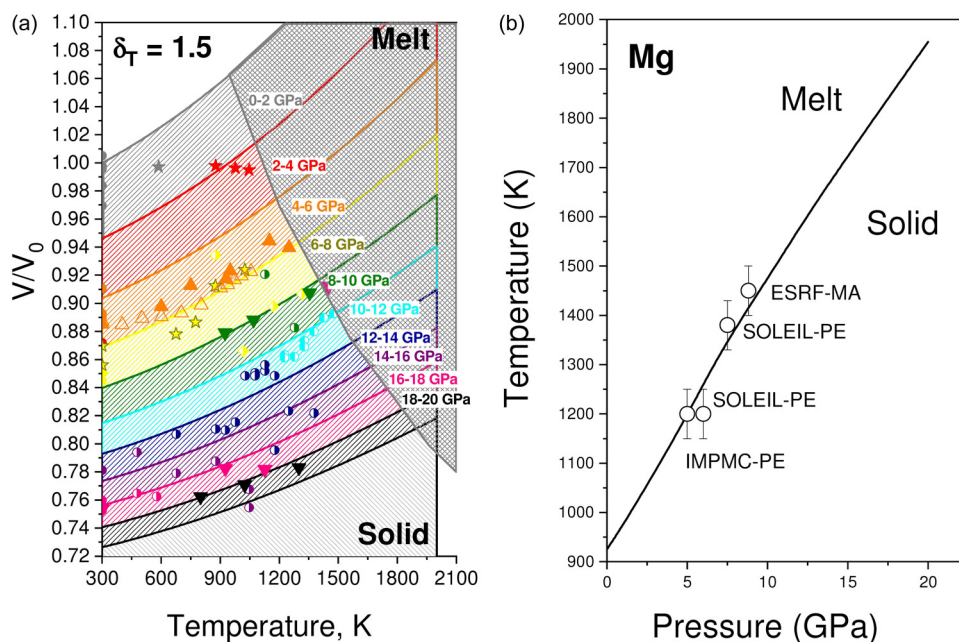 (a)
δT = 1.5
Melt
0-2 GPa
2-4 GPa
4-6 GPa
6-8 GPa
8-10 GPa
10-12 GPa
12-14 GPa
14-16 GPa
16-18 GPa
18-20 GPa
Solid
V/V0
1.10
1.08
1.06
1.04
1.02
1.00
0.98
0.96
0.94
0.92
0.90
0.88
0.86
0.84
0.82
0.80
0.78
0.76
0.74
0.72
300 600 900 1200 1500 1800 2100
Temperature, K
(b)
Mg
Melt
Solid
ESRF-MA
SOLEIL-PE
SOLEIL-PE
IMPMC-PE
Temperature (K)
2000
1900
1800
1700
1600
1500
1400
1300
1200
1100
1000
900
0 5 10 15 20
Pressure (GPa)